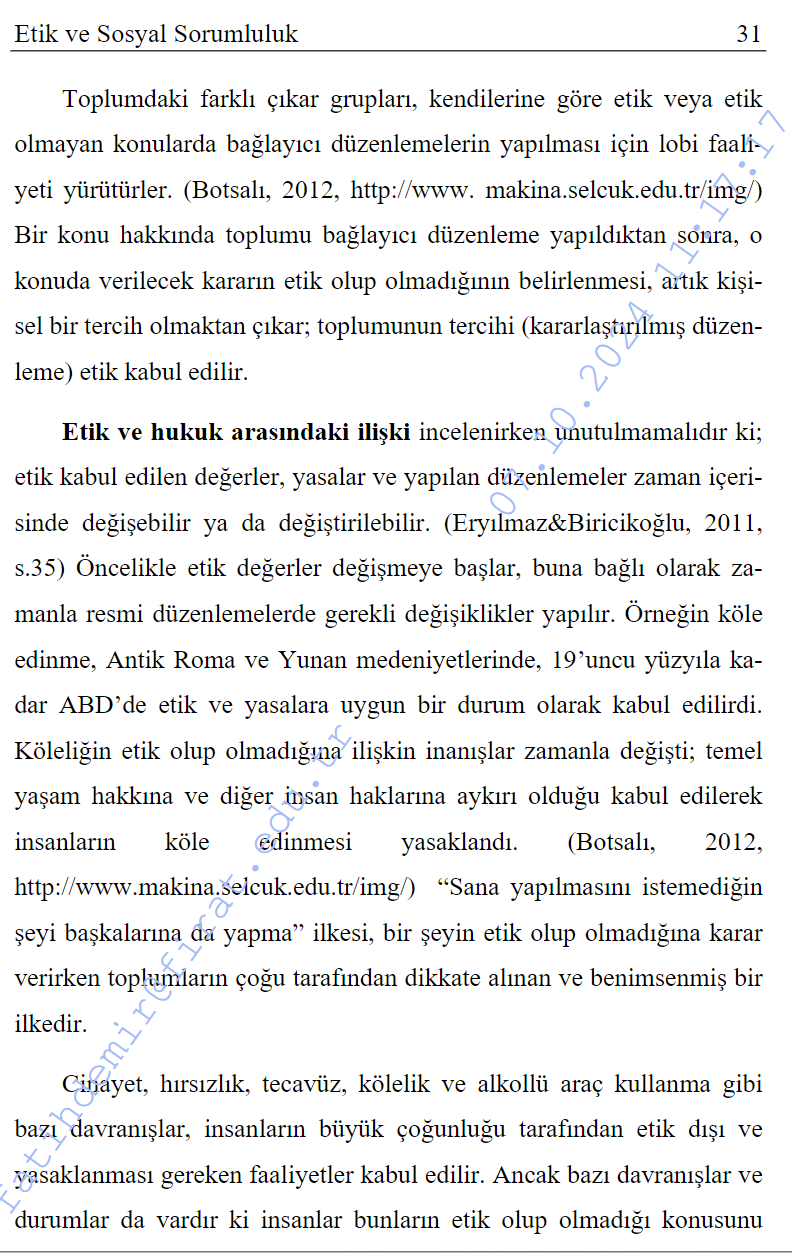 Etik ve Sosyal Sorumluluk 31
Toplumdaki farklı çıkar grupları, kendilerine göre etik veya etik
olmayan konularda bağlayıcı düzenlemelerin yapılması için lobi faali-
yeti yürütürler. (Botsalı, 2012, http://www. makina.selcuk.edu.tr/img/)
Bir konu hakkında toplumu bağlayıcı düzenleme yapıldıktan sonra, o
konuda verilecek kararın etik olup olmadığının belirlenmesi, artık kişi-
sel bir tercih olmaktan çıkar; toplumunun tercihi (kararlaştırılmış düzen-
leme) etik kabul edilir.
Etik ve hukuk arasındaki ilişki incelenirken unutulmamalıdır ki;
etik kabul edilen değerler, yasalar ve yapılan düzenlemeler zaman içeri-
sinde değişebilir ya da değiştirilebilir. (Eryılmaz&Biricikoğlu, 2011,
s.35) Öncelikle etik değerler değişmeye başlar, buna bağlı olarak za-
manla resmi düzenlemelerde gerekli değişiklikler yapılır. Örneğin köle
edinme, Antik Roma ve Yunan medeniyetlerinde, 19’uncu yüzyıla ka-
dar ABD’de etik ve yasalara uygun bir durum olarak kabul edilirdi.
Köleliğin etik olup olmadığına ilişkin inanışlar zamanla değişti; temel
yaşam hakkına ve diğer insan haklarına aykırı olduğu kabul edilerek
insanların köle edinmesi yasaklandı. (Botsalı, 2012,
http://www.makina.selcuk.edu.tr/img/) “Sana yapılmasını istemediğin
şeyi başkalarına da yapma” ilkesi, bir şeyin etik olup olmadığına karar
verirken toplumların çoğu tarafından dikkate alınan ve benimsenmiş bir
ilkedir.
Cinayet, hırsızlık, tecavüz, kölelik ve alkollü araç kullanma gibi
bazı davranışlar, insanların büyük çoğunluğu tarafından etik dışı ve
yasaklanması gereken faaliyetler kabul edilir. Ancak bazı davranışlar ve
durumlar da vardır ki insanlar bunların etik olup olmadığı konusunu
fatihdemir@firat.edu.tr
07.10.2024 11:17:17